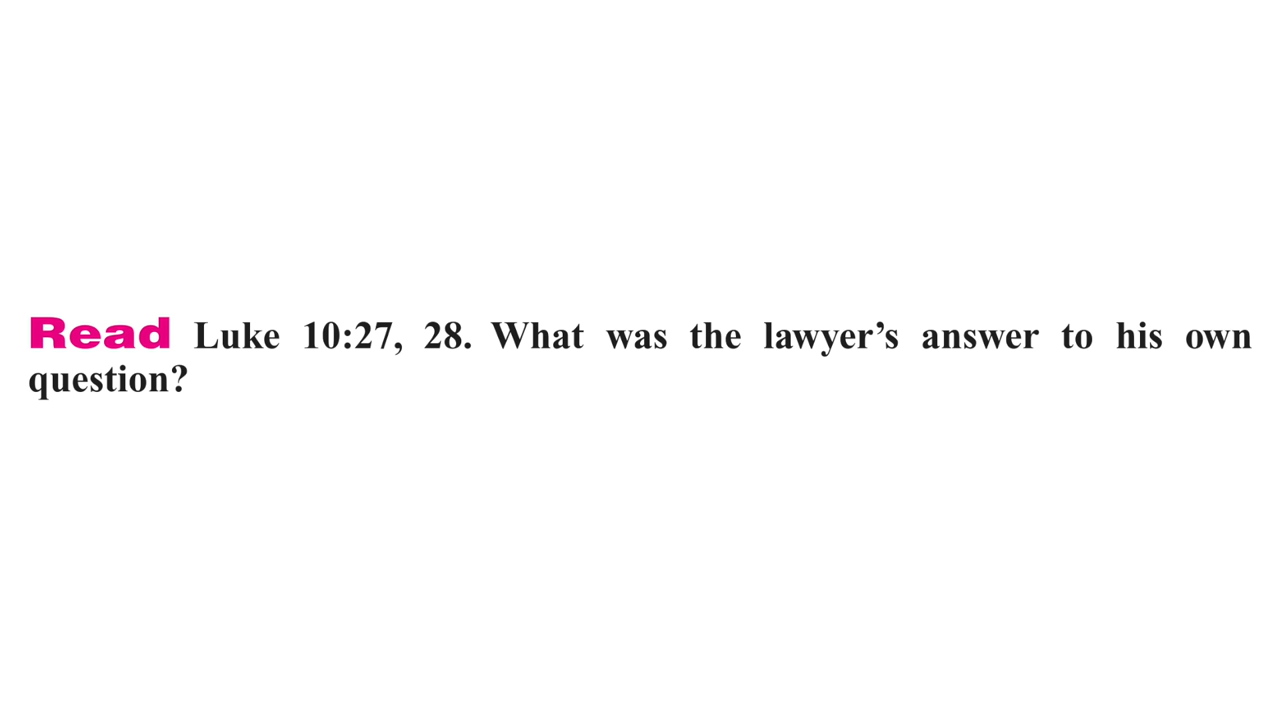 Read Luke 10:27, 28. What was the lawyer’s answer to his own
question?